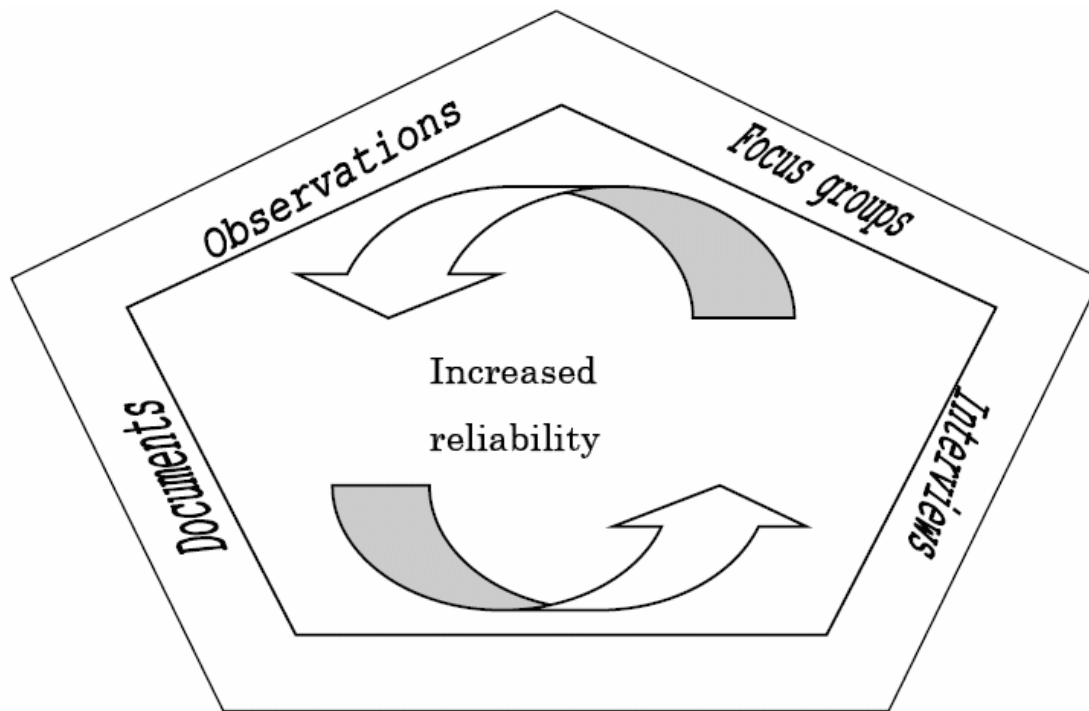 Observations
Focus groups
Increased
reliability
Documents
Interviews